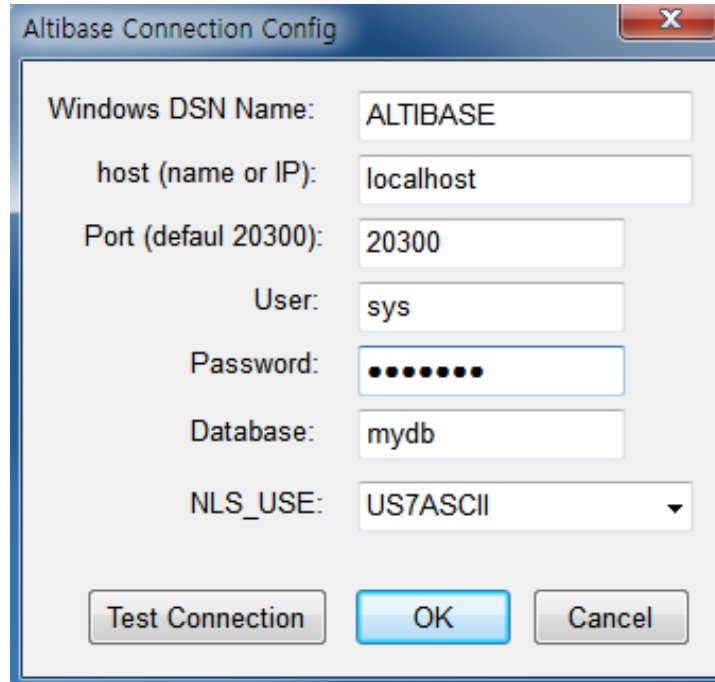 Altibase Connection Config
Windows DSN Name: ALTIBASE
host (name or IP): localhost
Port (defaul 20300): 20300
User: sys
Password: ●●●●●●●
Database: mydb
NLS_USE: US7ASCII
Test Connection OK Cancel